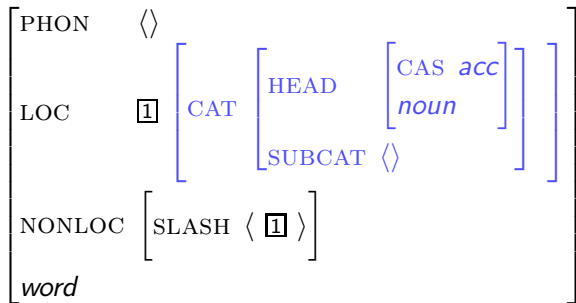 PHON ⟨⟩
LOC 1 CAT HEAD CAS acc
noun
SUBCAT ⟨⟩
NONLOC SLASH ⟨ 1 ⟩
word